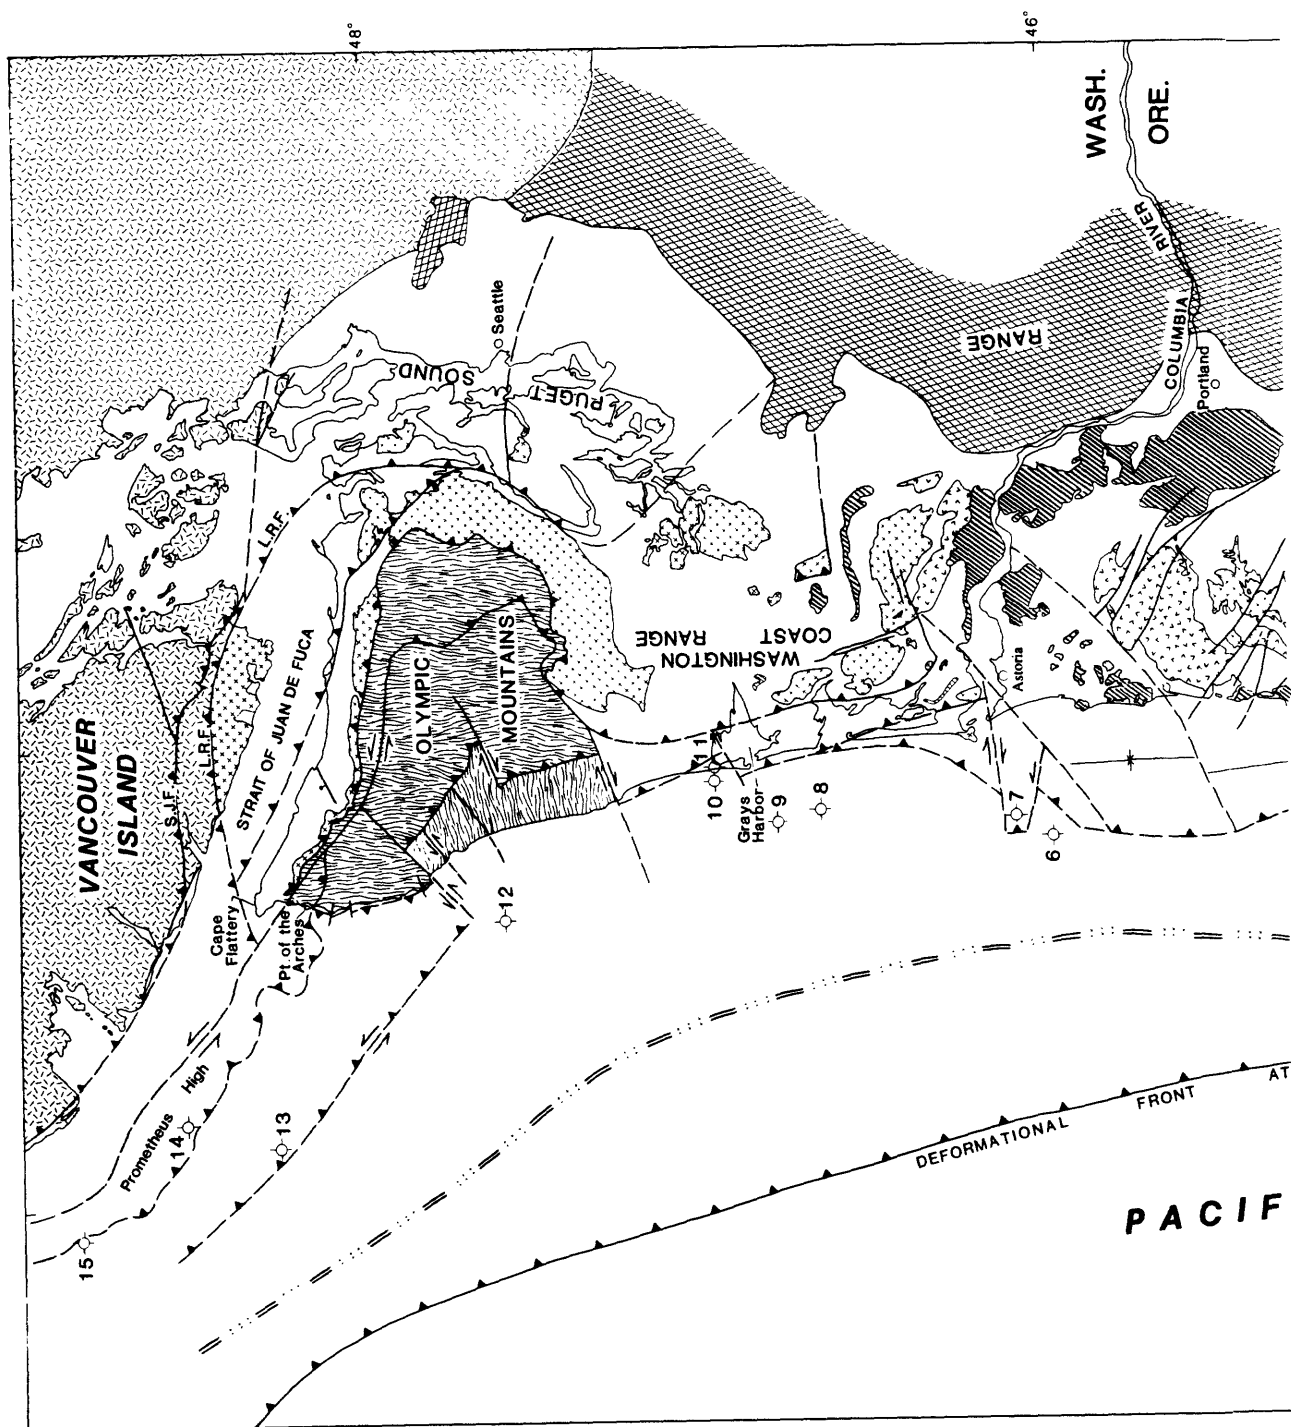 48°
46°
WASH.
ORE.
COLUMBIA
RIVER
RANGE
Portland
Seattle
PUGET
SOUND
L.R.F.
L.R.F.
S.J.F.
VANCOUVER
ISLAND
STRAIT OF JUAN DE FUCA
OLYMPIC
MOUNTAINS
WASHINGTON
COAST
RANGE
Astoria
Cape
Flattery
Pt. of the
Arches
Grays
Harbor
Prometheus
High
6
7
8
9
10
11
12
13
14
15
DEFORMATIONAL
FRONT
AT
PACIF